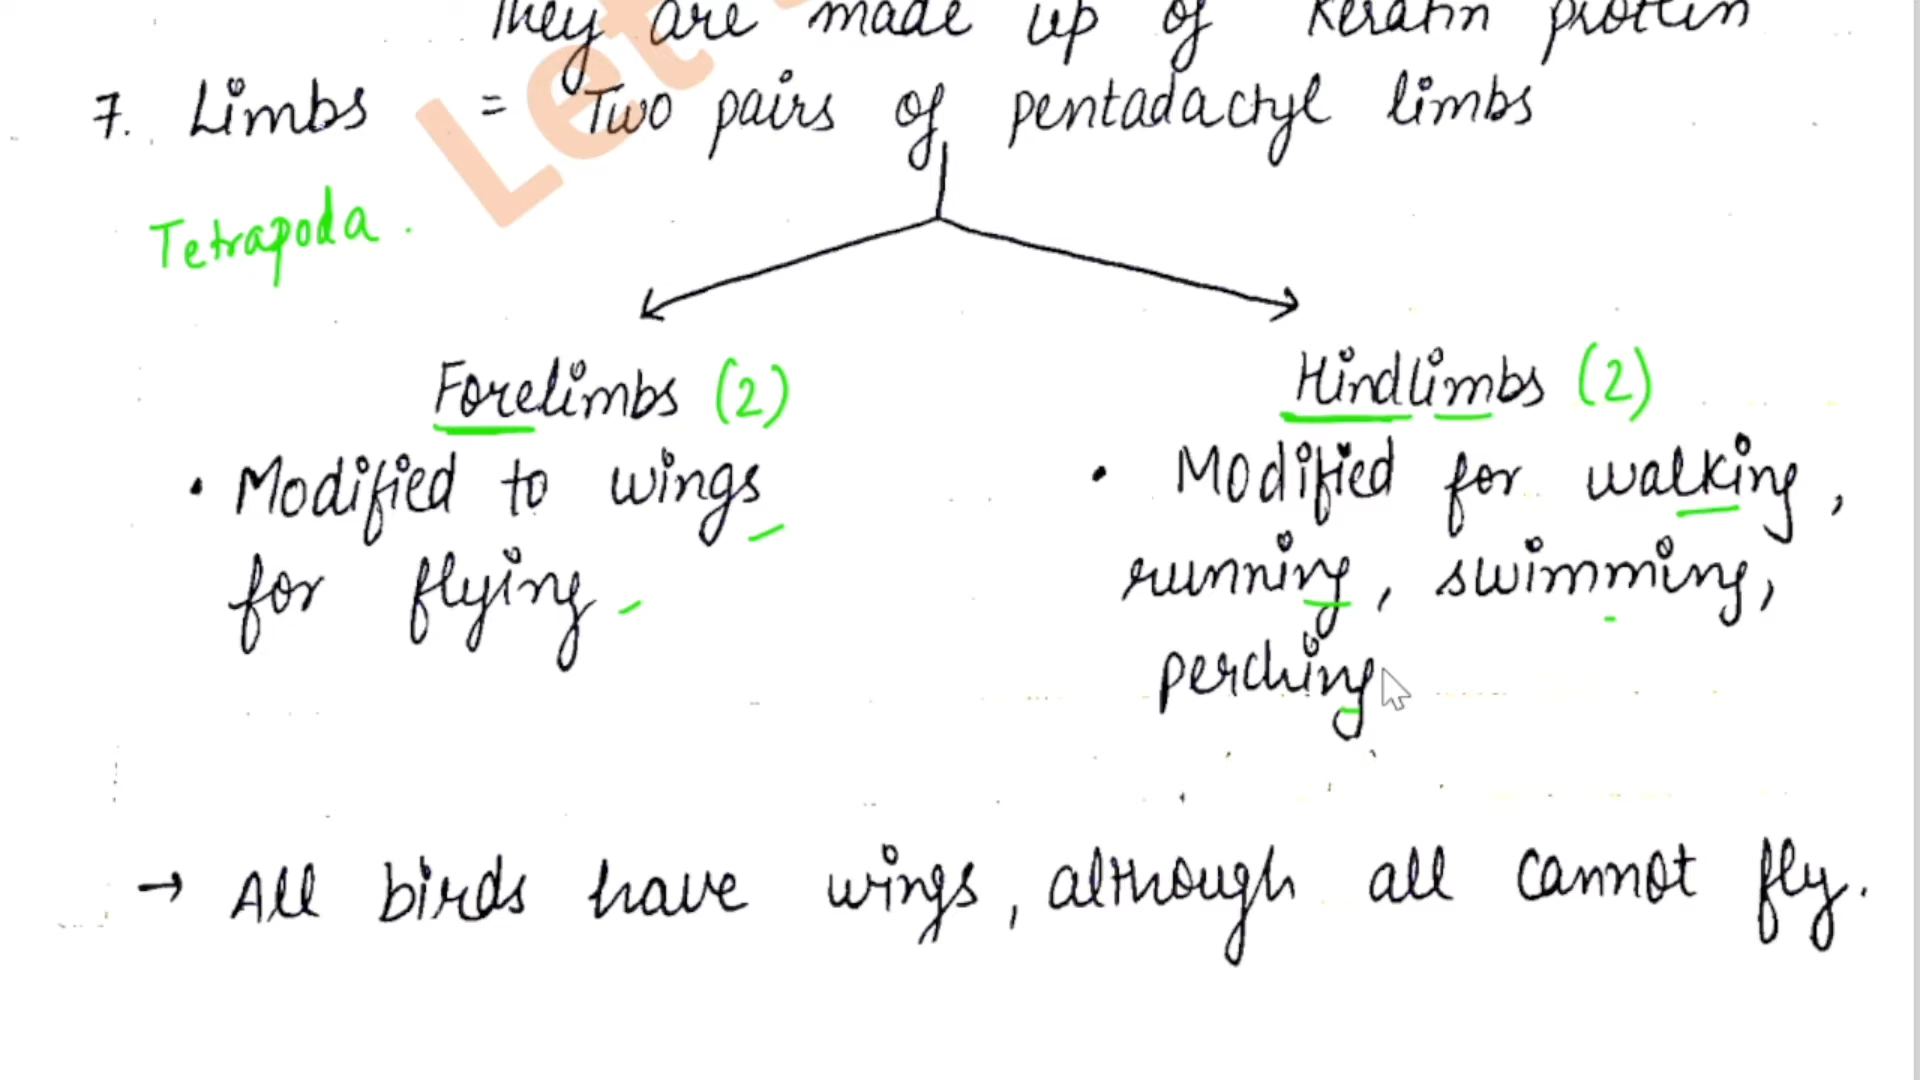 They are made up of Keratin protein
7. Limbs = Two pairs of pentadactyl limbs
Tetrapoda.
Forelimbs (2)
Hindlimbs (2)
• Modified to wings
for flying
• Modified for walking,
running, swimming,
perching
→ All birds have wings, although all cannot fly.
Let